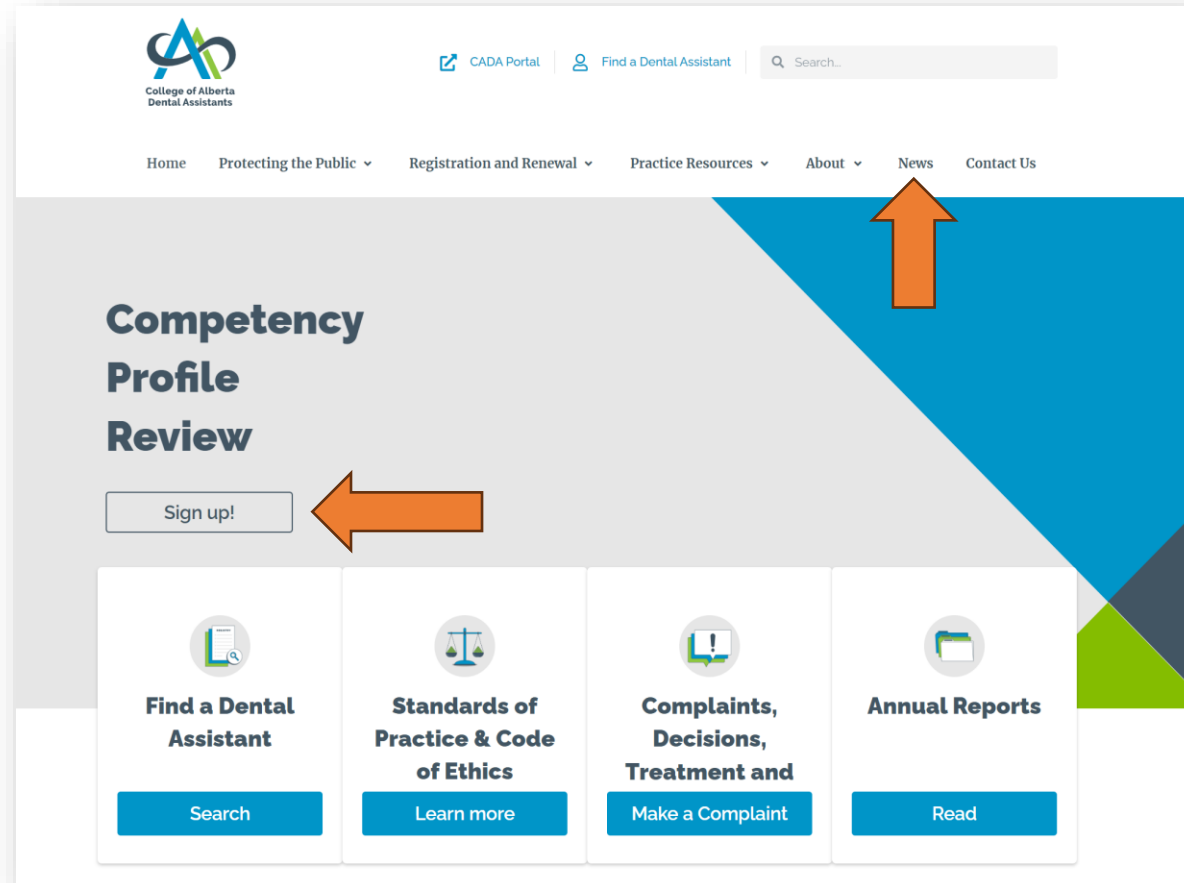 College of Alberta
Dental Assistants
CADA Portal
Find a Dental Assistant
Search...
Home
Protecting the Public
Registration and Renewal
Practice Resources
About
News
Contact Us
Competency
Profile
Review
Sign up!
Find a Dental
Assistant
Search
Standards of
Practice & Code
of Ethics
Learn more
Complaints,
Decisions,
Treatment and
Make a Complaint
Annual Reports
Read